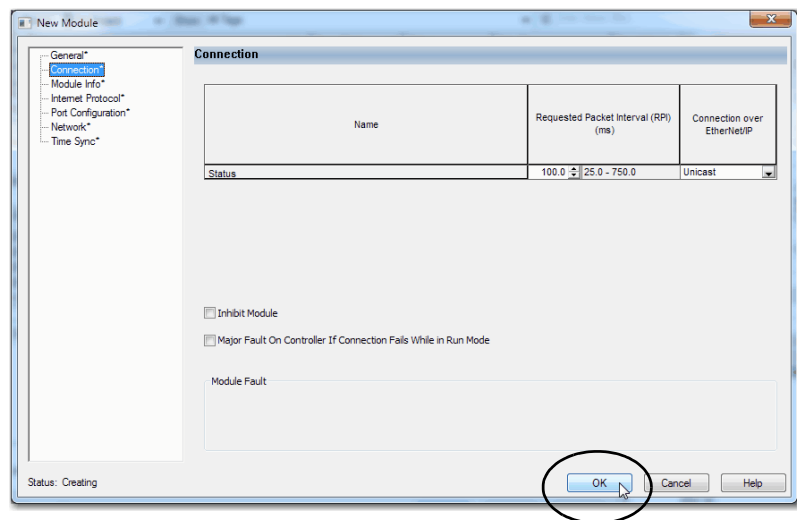 New Module
General*
Connection*
Module Info*
Internet Protocol*
Port Configuration*
Network*
Time Sync*
Connection
Name
Requested Packet Interval (RPI)
(ms)
Connection over
EtherNet/IP
Status
100.0
25.0 - 750.0
Unicast
Inhibit Module
Major Fault On Controller If Connection Fails While in Run Mode
Module Fault
Status: Creating
OK
Cancel
Help